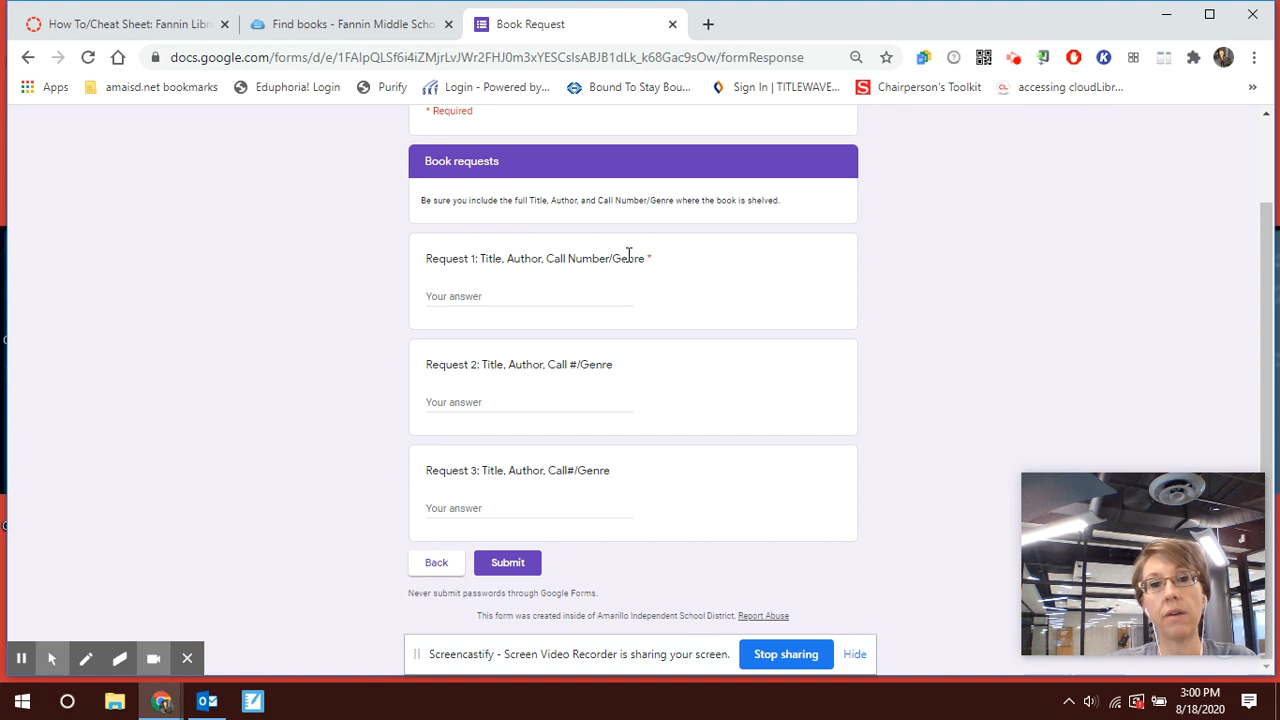 How To/Cheat Sheet: Fannin Libr
Find books - Fannin Middle Scho
Book Request
docs.google.com/forms/d/e/1FAIpQLSf6i4iZMjrLvIWr2FHJ0m3xYESCsIsABJB1dLk_k68Gac9sOw/formResponse
Apps
amaisd.net bookmarks
Eduphoria! Login
Purify
Login - Powered by...
Bound To Stay Bou...
Sign In | TITLEWAVE...
Chairperson's Toolkit
accessing cloudLibr...
* Required
Book requests
Be sure you include the full Title, Author, and Call Number/Genre where the book is shelved.
Request 1: Title, Author, Call Number/Genre *
Your answer
Request 2: Title, Author, Call #/Genre
Your answer
Request 3: Title, Author, Call#/Genre
Your answer
Back
Submit
Never submit passwords through Google Forms.
This form was created inside of Amarillo Independent School District. Report Abuse
Screencastify - Screen Video Recorder is sharing your screen.
Stop sharing
Hide
3:00 PM
8/18/2020